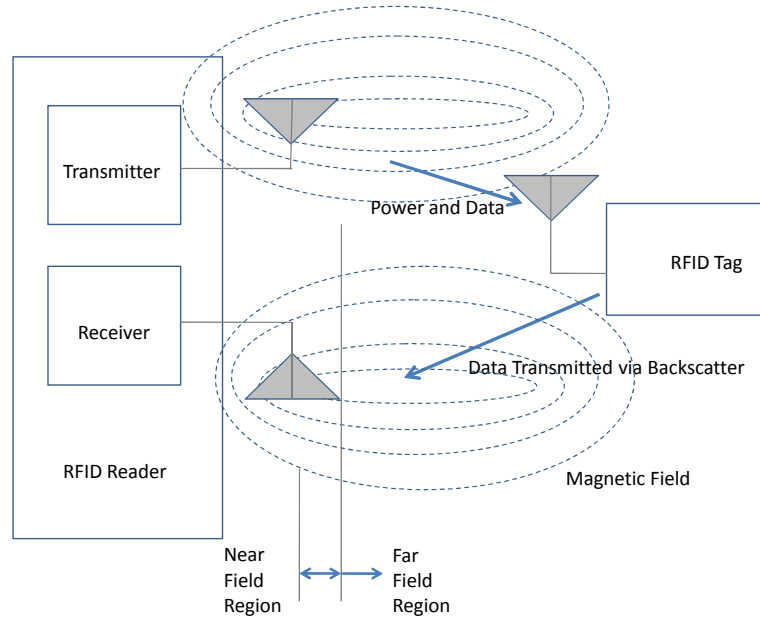 Transmitter
Power and Data
RFID Tag
Receiver
Data Transmitted via Backscatter
RFID Reader
Magnetic Field
Near
Field
Region
Far
Field
Region